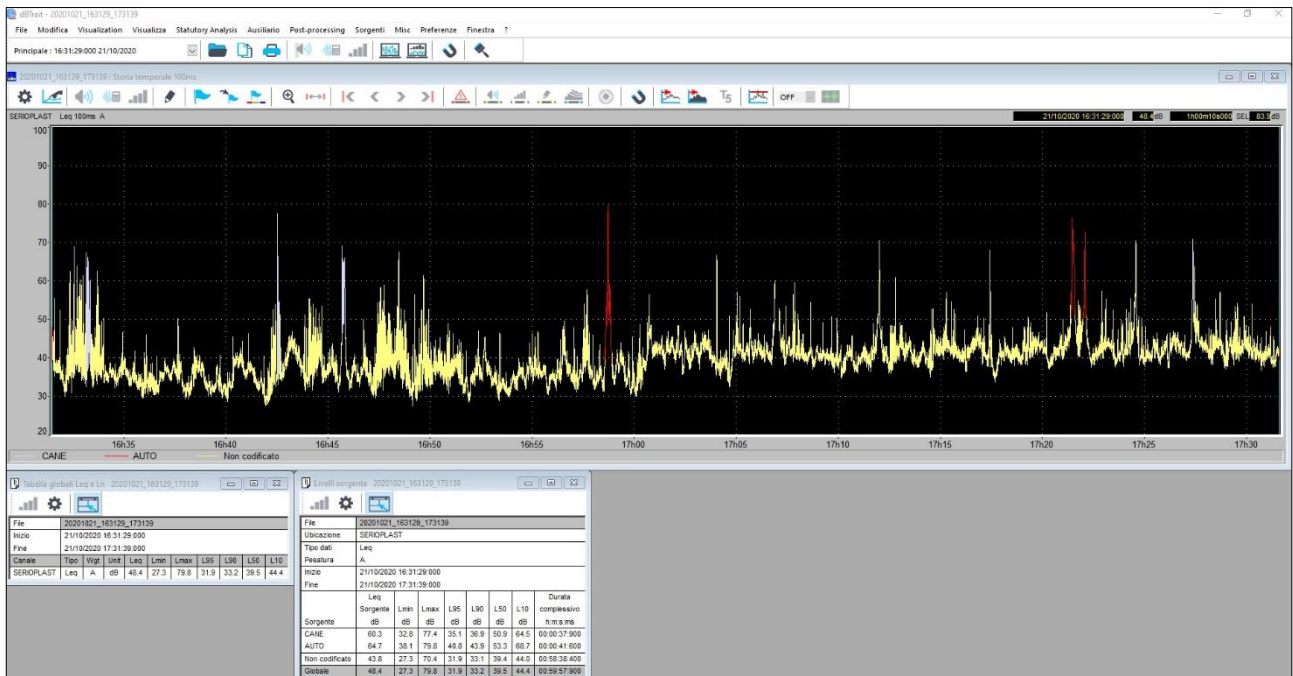 dBTrait - 20201021_163129_173139
File Modifica Visualization Visualizza Statutory Analysis Ausiliario Post-processing Sorgenti Misc Preferenze Finestra ?
Principale : 16:31:29:000 21/10/2020
20201021_163129_173139 : Storia temporale 100ms
T5 OFF
SERIOPLAST Leq 100ms A 21/10/2020 16:31:29:000 48.4 dB 1h00m10s000 SEL 83.9 dB
100
90
80
70
60
50
40
30
20
16h35 16h40 16h45 16h50 16h55 17h00 17h05 17h10 17h15 17h20 17h25 17h30
CANE AUTO Non codificato
Tabella globali Leq e Ln 20201021_163129_173139
File 20201021_163129_173139
Inizio 21/10/2020 16:31:29:000
Fine 21/10/2020 17:31:39:000
Canale Tipo Wgt Unit Leq Lmin Lmax L95 L90 L50 L10
SERIOPLAST Leq A dB 48.4 27.3 79.8 31.9 33.2 39.5 44.4
Livelli sorgente 20201021_163129_173139
File 20201021_163129_173139
Ubicazione SERIOPLAST
Tipo dati Leq
Pesatura A
Inizio 21/10/2020 16:31:29:000
Fine 21/10/2020 17:31:39:000
Leq Durata
Sorgente Lmin Lmax L95 L90 L50 L10 complessivo
Sorgente dB dB dB dB dB dB dB h:m:s:ms
CANE 60.3 32.8 77.4 35.1 36.9 50.9 64.5 00:00:37:900
AUTO 64.7 38.1 79.8 40.8 43.9 53.3 68.7 00:00:41:600
Non codificato 43.8 27.3 70.4 31.9 33.1 39.4 44.0 00:58:38:400
Globale 48.4 27.3 79.8 31.9 33.2 39.5 44.4 00:59:57:900